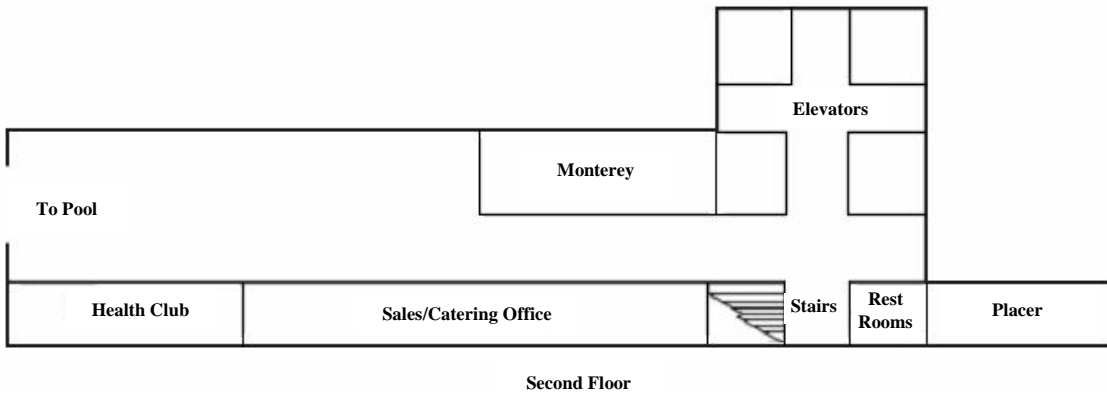 Elevators
Monterey
To Pool
Health Club
Sales/Catering Office
Stairs
Rest
Rooms
Placer
Second Floor